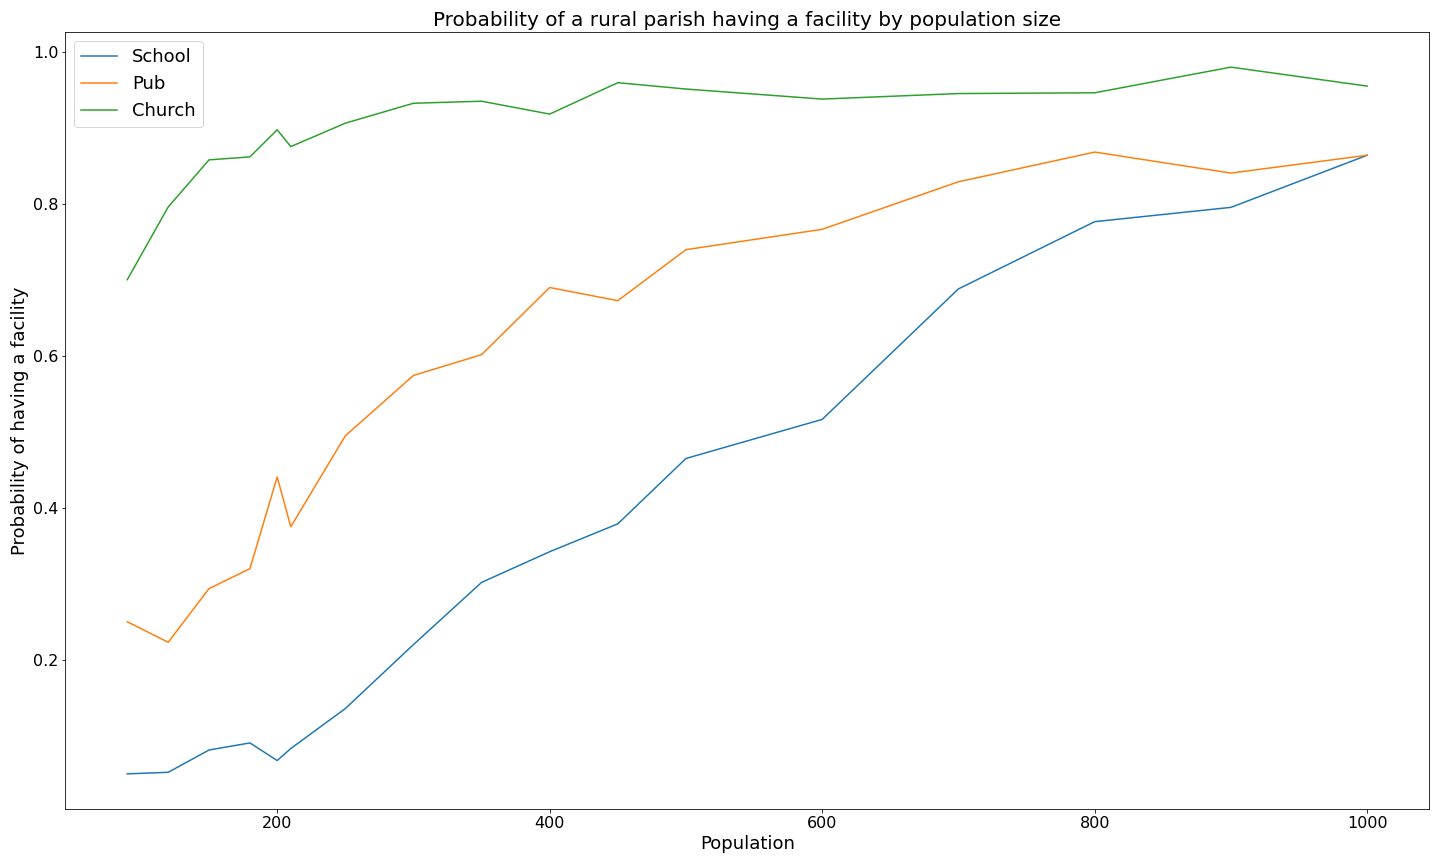 Probability of a rural parish having a facility by population size
School
Pub
Church
Probability of having a facility
1.0
0.8
0.6
0.4
0.2
200 400 600 800 1000
Population